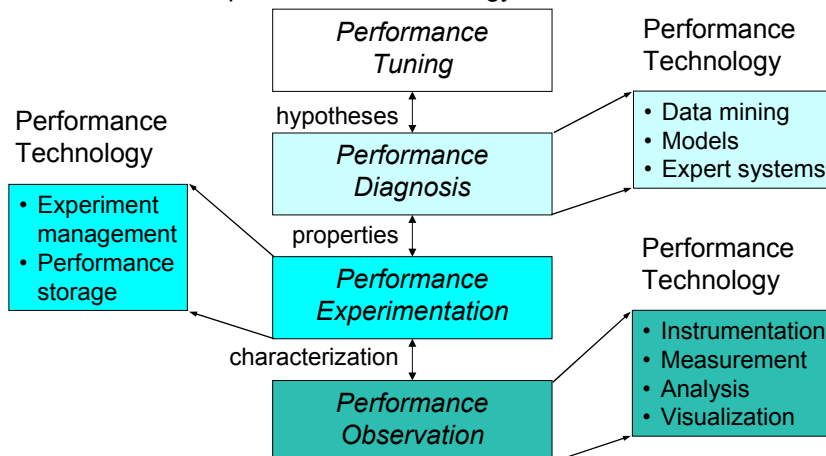 Performance
Tuning
Performance
Technology
hypotheses
• Data mining
• Models
• Expert systems
Performance
Technology
Performance
Diagnosis
• Experiment
management
• Performance
storage
properties
Performance
Technology
Performance
Experimentation
• Instrumentation
• Measurement
• Analysis
• Visualization
characterization
Performance
Observation